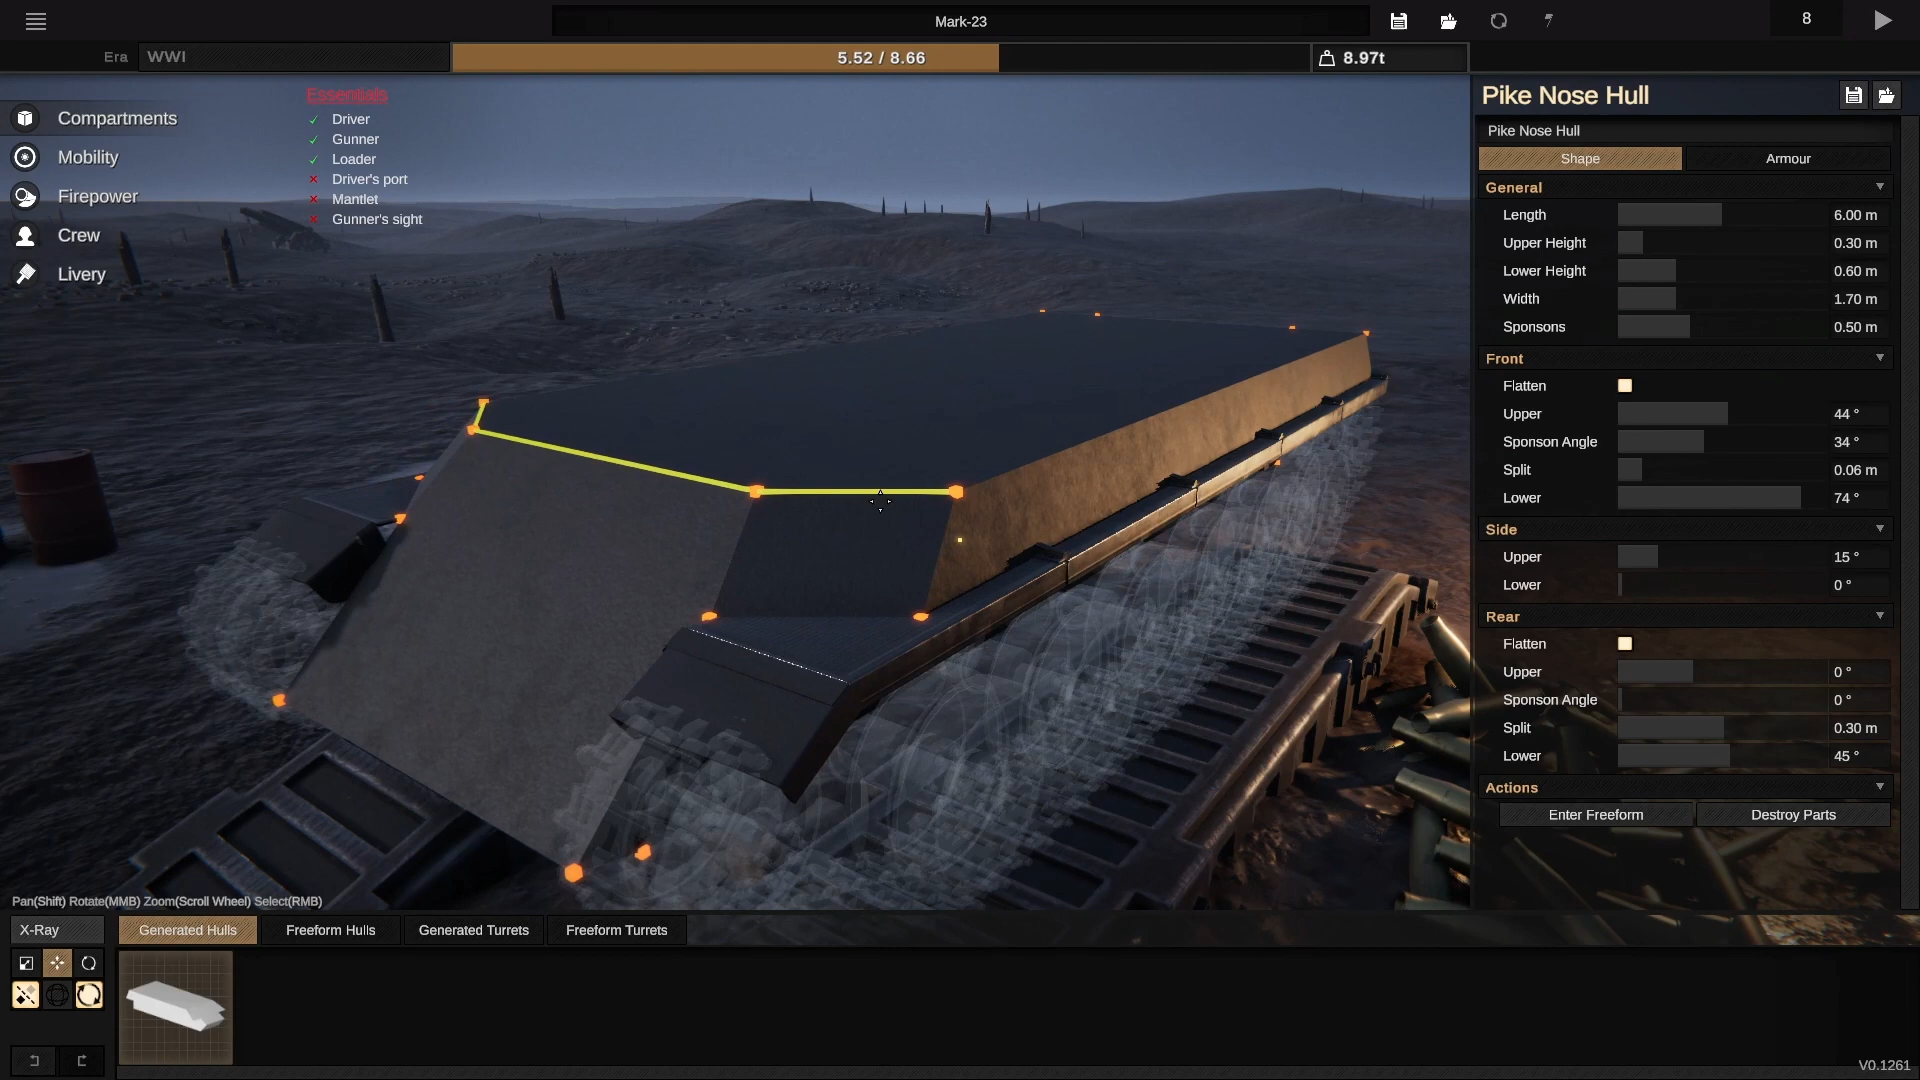 Mark-23
8
Era
WWI
5.52 / 8.66
8.97t
Compartments
Mobility
Firepower
Crew
Livery
Essentials
Driver
Gunner
Loader
Driver's port
Mantlet
Gunner's sight
Pike Nose Hull
Pike Nose Hull
Shape
Armour
General
Length 6.00 m
Upper Height 0.30 m
Lower Height 0.60 m
Width 1.70 m
Sponsons 0.50 m
Front
Flatten
Upper 44 °
Sponson Angle 34 °
Split 0.06 m
Lower 74 °
Side
Upper 15 °
Lower 0 °
Rear
Flatten
Upper 0 °
Sponson Angle 0 °
Split 0.30 m
Lower 45 °
Actions
Enter Freeform
Destroy Parts
Pan(Shift) Rotate(MMB) Zoom(Scroll Wheel) Select(RMB)
X-Ray
Generated Hulls
Freeform Hulls
Generated Turrets
Freeform Turrets
V0.1261